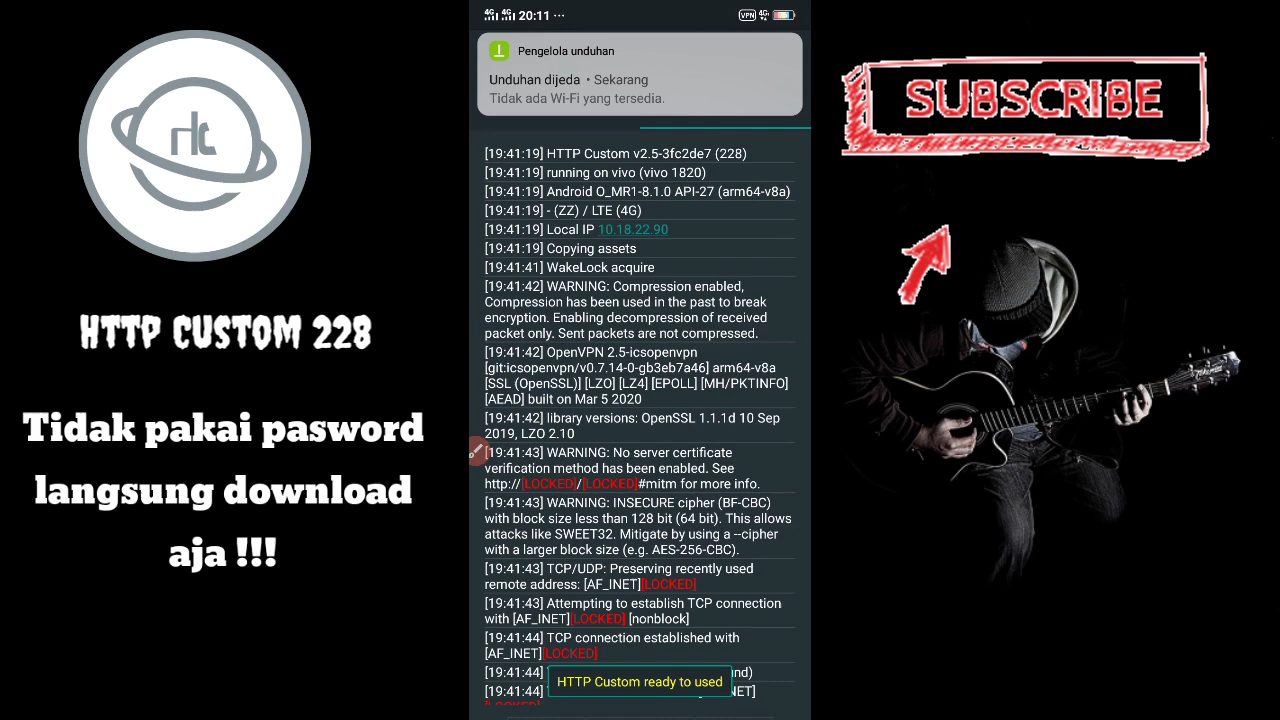 HTTP CUSTOM 228
Tidak pakai pasword
langsung download
aja !!!
4G 4G 20:11 ... VPN 4G
Pengelola unduhan
Unduhan dijeda • Sekarang
Tidak ada Wi-Fi yang tersedia.
[19:41:19] HTTP Custom v2.5-3fc2de7 (228)
[19:41:19] running on vivo (vivo 1820)
[19:41:19] Android O_MR1-8.1.0 API-27 (arm64-v8a)
[19:41:19] - (ZZ) / LTE (4G)
[19:41:19] Local IP 10.18.22.90
[19:41:19] Copying assets
[19:41:41] WakeLock acquire
[19:41:42] WARNING: Compression enabled,
Compression has been used in the past to break
encryption. Enabling decompression of received
packet only. Sent packets are not compressed.
[19:41:42] OpenVPN 2.5-icsopenvpn
[git:icsopenvpn/v0.7.14-0-gb3eb7a46] arm64-v8a
[SSL (OpenSSL)] [LZO] [LZ4] [EPOLL] [MH/PKTINFO]
[AEAD] built on Mar 5 2020
[19:41:42] library versions: OpenSSL 1.1.1d 10 Sep
2019, LZO 2.10
[19:41:43] WARNING: No server certificate
verification method has been enabled. See
http://[LOCKED]/[LOCKED]#mitm for more info.
[19:41:43] WARNING: INSECURE cipher (BF-CBC)
with block size less than 128 bit (64 bit). This allows
attacks like SWEET32. Mitigate by using a --cipher
with a larger block size (e.g. AES-256-CBC).
[19:41:43] TCP/UDP: Preserving recently used
remote address: [AF_INET][LOCKED]
[19:41:43] Attempting to establish TCP connection
with [AF_INET][LOCKED] [nonblock]
[19:41:44] TCP connection established with
[AF_INET][LOCKED]
[19:41:44]
[19:41:44]
HTTP Custom ready to used
SUBSCRIBE